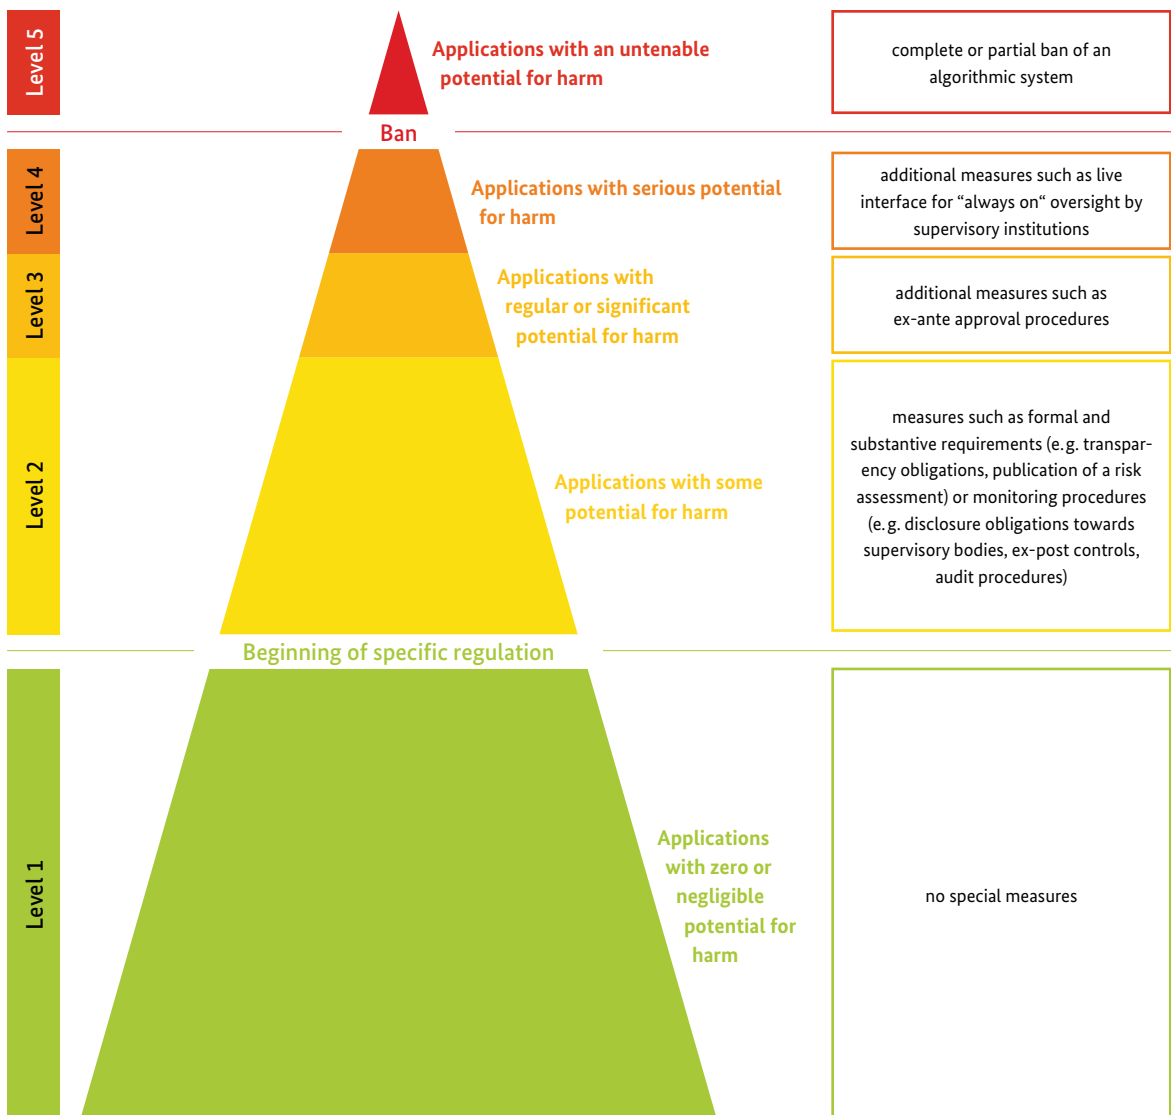 Level 5
Applications with an untenable
potential for harm
complete or partial ban of an
algorithmic system
Ban
Level 4
Applications with serious potential
for harm
additional measures such as live
interface for “always on“ oversight by
supervisory institutions
Level 3
Applications with
regular or significant
potential for harm
additional measures such as
ex-ante approval procedures
Level 2
Applications with some
potential for harm
measures such as formal and
substantive requirements (e.g. transpar-
ency obligations, publication of a risk
assessment) or monitoring procedures
(e.g. disclosure obligations towards
supervisory bodies, ex-post controls,
audit procedures)
Beginning of specific regulation
Level 1
Applications
with zero or
negligible
potential for
harm
no special measures